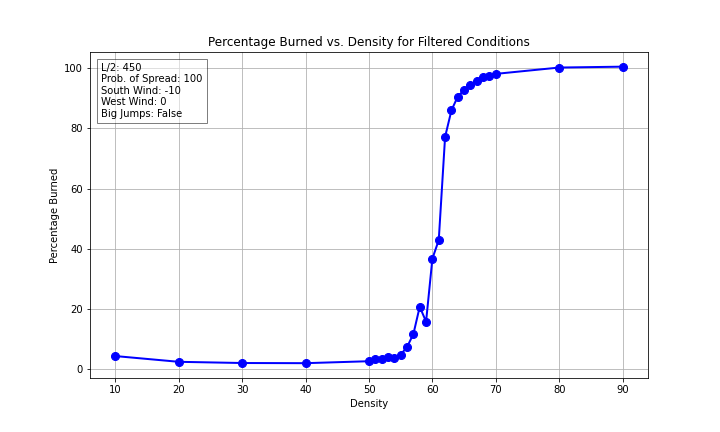 Percentage Burned vs. Density for Filtered Conditions
L/2: 450
Prob. of Spread: 100
South Wind: -10
West Wind: 0
Big Jumps: False
Percentage Burned
100
80
60
40
20
0
10 20 30 40 50 60 70 80 90
Density